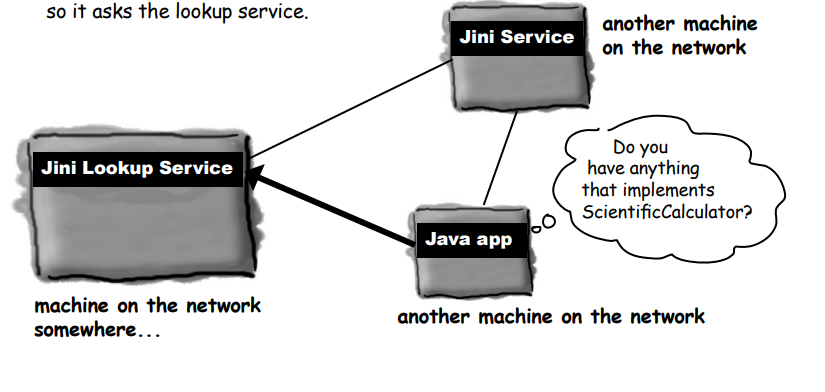 so it asks the lookup service.
Jini Service
another machine
on the network
Jini Lookup Service
Do you
have anything
that implements
ScientificCalculator?
Java app
machine on the network
somewhere...
another machine on the network